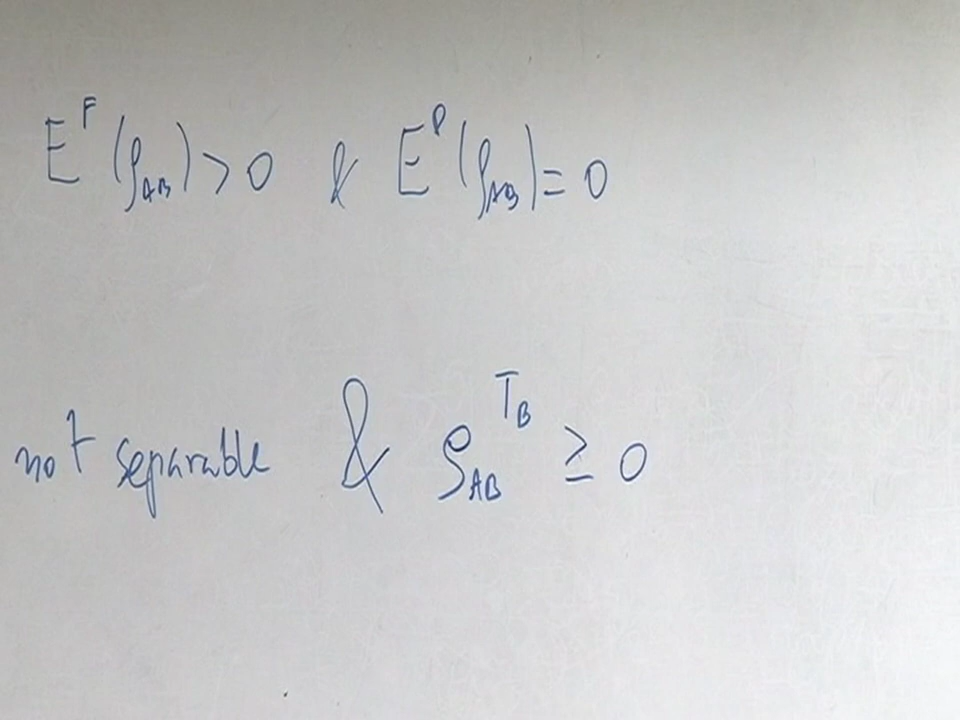 E^F(ρ_AB) > 0 & E^D(ρ_AB) = 0
not separable & ρ_AB^T_B ≥ 0